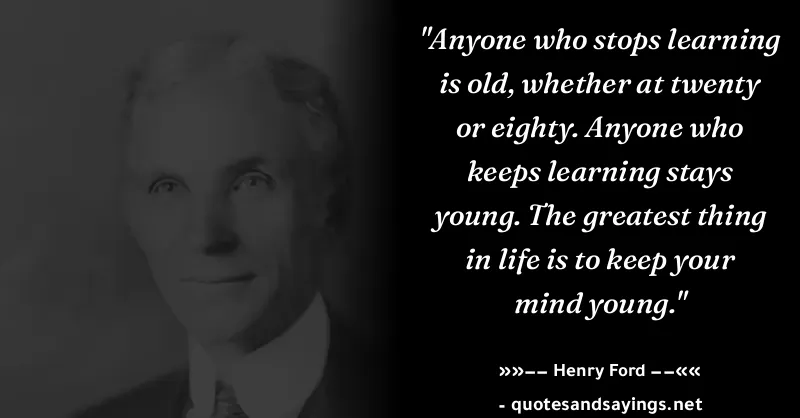 "Anyone who stops learning
is old, whether at twenty
or eighty. Anyone who
keeps learning stays
young. The greatest thing
in life is to keep your
mind young."
»»−− Henry Ford −−««
- quotesandsayings.net